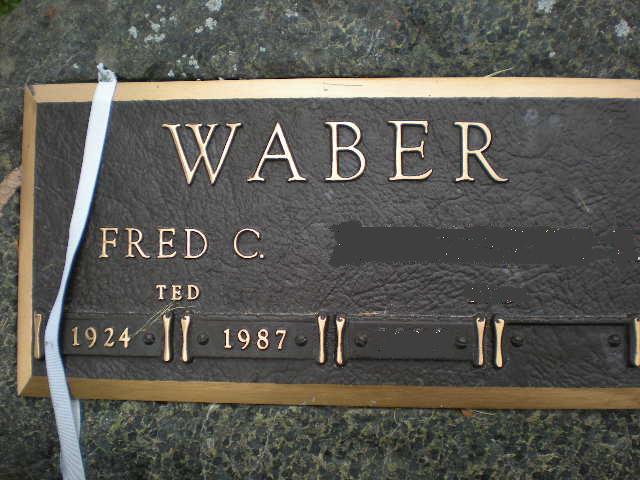 WABER
FRED C.
TED
1924 1987